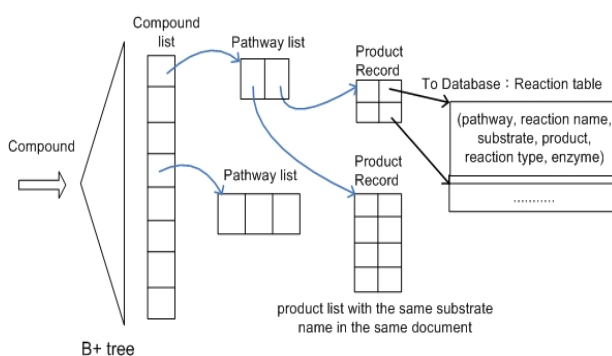 Compound
list
Pathway list
Product
Record
To Database：Reaction table
(pathway, reaction name,
substrate, product,
reaction type, enzyme)
Compound
Pathway list
Product
Record
...........
product list with the same substrate
name in the same document
B+ tree